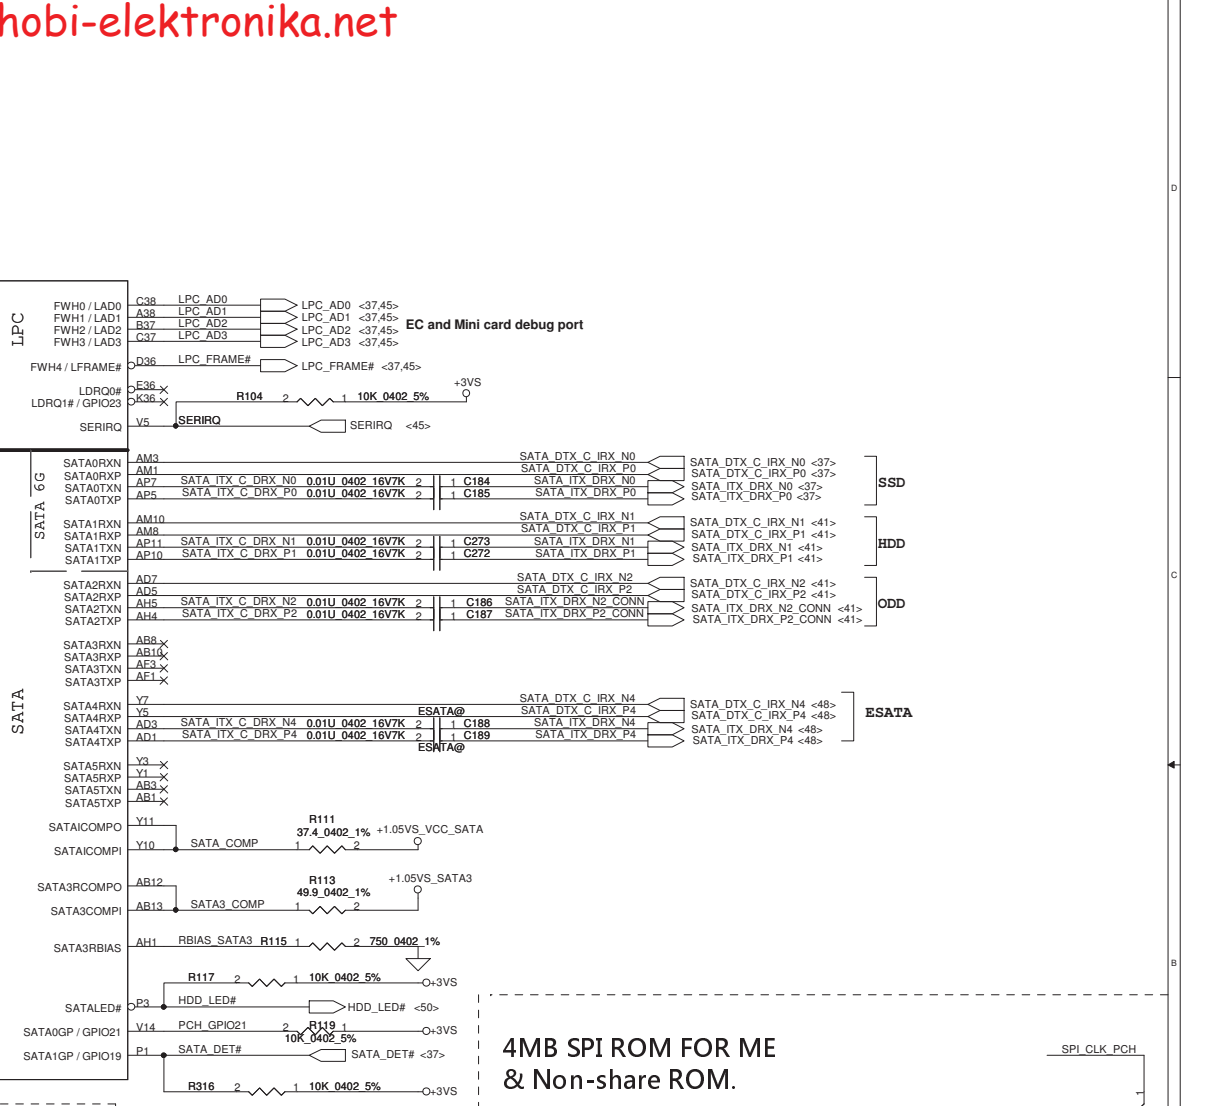 hobi-elektronika.net
D
LPC
FWH0 / LAD0 C38 LPC_AD0 LPC_AD0 <37,45>
FWH1 / LAD1 A38 LPC_AD1 LPC_AD1 <37,45>
FWH2 / LAD2 B37 LPC_AD2 LPC_AD2 <37,45>
FWH3 / LAD3 C37 LPC_AD3 LPC_AD3 <37,45>
EC and Mini card debug port
FWH4 / LFRAME# D36 LPC_FRAME# LPC_FRAME# <37,45>
+3VS
LDRQ0# E36
LDRQ1# / GPIO23 K36 R104 2 1 10K_0402_5%
SERIRQ V5 SERIRQ SERIRQ <45>
SATA 6G
SATA0RXN AM3 SATA_DTX_C_IRX_N0 SATA_DTX_C_IRX_N0 <37>
SATA0RXP AM1 SATA_DTX_C_IRX_P0 SATA_DTX_C_IRX_P0 <37>
SATA0TXN AP7 SATA_ITX_C_DRX_N0 0.01U_0402_16V7K 2 1 C184 SATA_ITX_DRX_N0 SATA_ITX_DRX_N0 <37>
SATA0TXP AP5 SATA_ITX_C_DRX_P0 0.01U_0402_16V7K 2 1 C185 SATA_ITX_DRX_P0 SATA_ITX_DRX_P0 <37>
SSD
SATA1RXN AM10 SATA_DTX_C_IRX_N1 SATA_DTX_C_IRX_N1 <41>
SATA1RXP AM8 SATA_DTX_C_IRX_P1 SATA_DTX_C_IRX_P1 <41>
SATA1TXN AP11 SATA_ITX_C_DRX_N1 0.01U_0402_16V7K 2 1 C273 SATA_ITX_DRX_N1 SATA_ITX_DRX_N1 <41>
SATA1TXP AP10 SATA_ITX_C_DRX_P1 0.01U_0402_16V7K 2 1 C272 SATA_ITX_DRX_P1 SATA_ITX_DRX_P1 <41>
HDD
C
SATA
SATA2RXN AD7 SATA_DTX_C_IRX_N2 SATA_DTX_C_IRX_N2 <41>
SATA2RXP AD5 SATA_DTX_C_IRX_P2 SATA_DTX_C_IRX_P2 <41>
SATA2TXN AH5 SATA_ITX_C_DRX_N2 0.01U_0402_16V7K 2 1 C186 SATA_ITX_DRX_N2_CONN SATA_ITX_DRX_N2_CONN <41>
SATA2TXP AH4 SATA_ITX_C_DRX_P2 0.01U_0402_16V7K 2 1 C187 SATA_ITX_DRX_P2_CONN SATA_ITX_DRX_P2_CONN <41>
ODD
SATA3RXN AB8
SATA3RXP AB10
SATA3TXN AF3
SATA3TXP AF1
SATA4RXN Y7 SATA_DTX_C_IRX_N4 SATA_DTX_C_IRX_N4 <48>
SATA4RXP Y5 ESATA@ SATA_DTX_C_IRX_P4 SATA_DTX_C_IRX_P4 <48>
SATA4TXN AD3 SATA_ITX_C_DRX_N4 0.01U_0402_16V7K 2 1 C188 SATA_ITX_DRX_N4 SATA_ITX_DRX_N4 <48>
SATA4TXP AD1 SATA_ITX_C_DRX_P4 0.01U_0402_16V7K 2 1 C189 SATA_ITX_DRX_P4 SATA_ITX_DRX_P4 <48>
ESATA@
ESATA
SATA5RXN Y3
SATA5RXP Y1
SATA5TXN AB3
SATA5TXP AB1
SATAICOMPO Y11 R111
37.4_0402_1% +1.05VS_VCC_SATA
SATAICOMPI Y10 SATA_COMP 1 2
SATA3RCOMPO AB12 R113 +1.05VS_SATA3
49.9_0402_1%
SATA3COMPI AB13 SATA3_COMP 1 2
SATA3RBIAS AH1 RBIAS_SATA3 R115 1 2 750_0402_1%
B
R117 2 1 10K_0402_5% +3VS
SATALED# P3 HDD_LED# HDD_LED# <50>
SATA0GP / GPIO21 V14 PCH_GPIO21 2 R119 1 +3VS
10K_0402_5%
SATA1GP / GPIO19 P1 SATA_DET# SATA_DET# <37>
R316 2 1 10K_0402_5% +3VS
4MB SPI ROM FOR ME
& Non-share ROM.
SPI_CLK_PCH
1